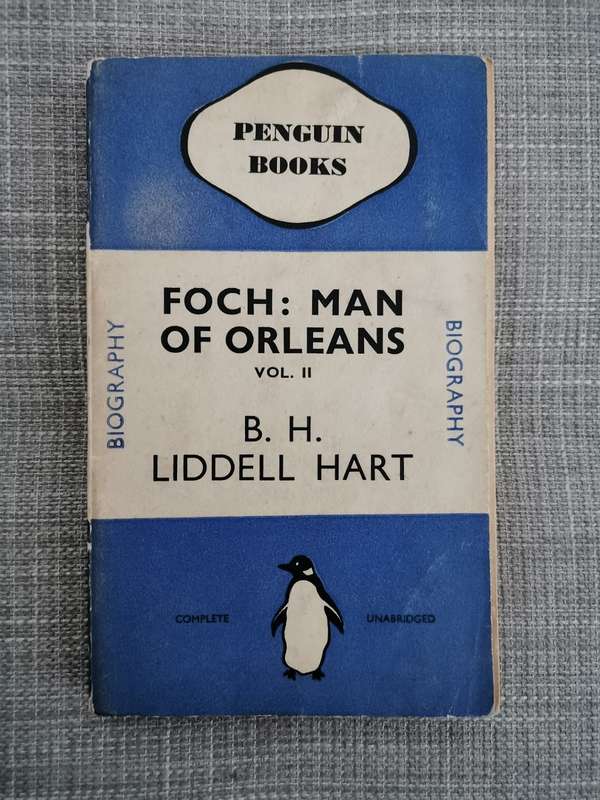 PENGUIN
BOOKS
FOCH: MAN
OF ORLEANS
VOL. II
BIOGRAPHY
BIOGRAPHY
B. H.
LIDDELL HART
COMPLETE
UNABRIDGED